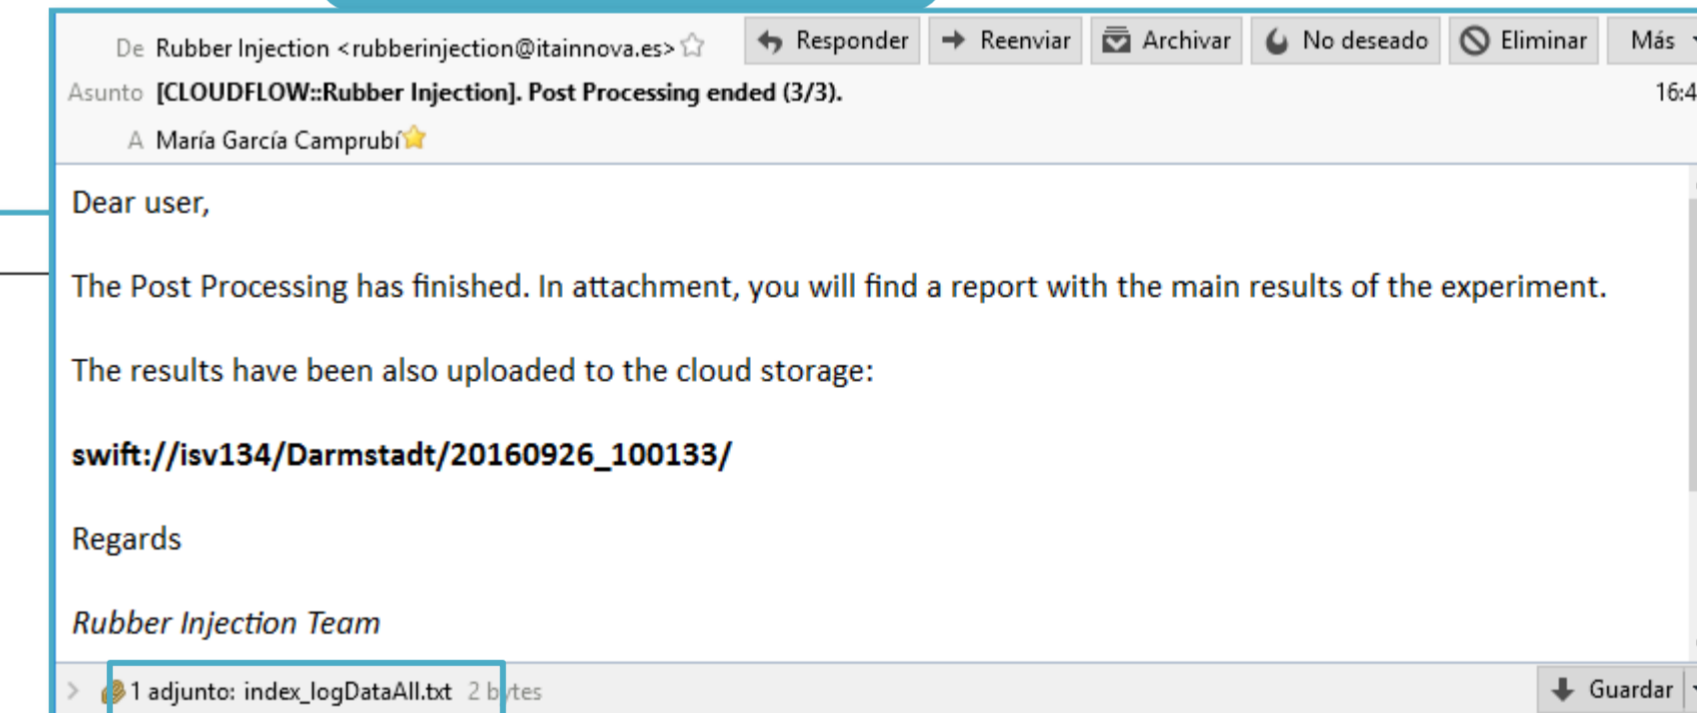 De Rubber Injection <rubberinjection@itainnova.es> Responder Reenviar Archivar No deseado Eliminar Más
Asunto [CLOUDFLOW::Rubber Injection]. Post Processing ended (3/3). 16:4
A María García Camprubí
Dear user,
The Post Processing has finished. In attachment, you will find a report with the main results of the experiment.
The results have been also uploaded to the cloud storage:
swift://isv134/Darmstadt/20160926_100133/
Regards
Rubber Injection Team
1 adjunto: index_logDataAll.txt 2 bytes Guardar